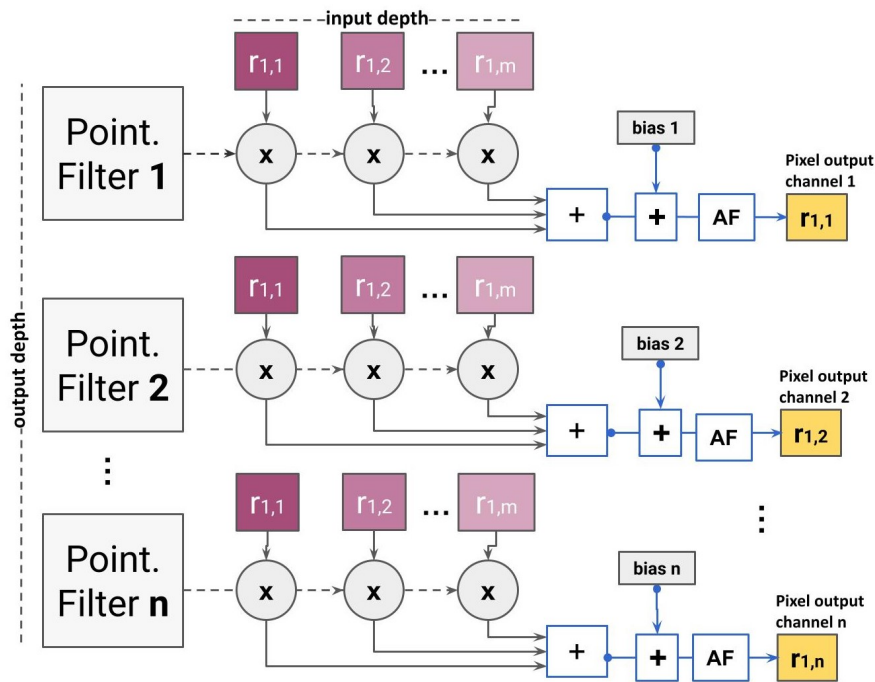 input depth
output depth
r1,1 r1,2 ... r1,m
Point.
Filter 1
x x x
bias 1
+ + AF
Pixel output
channel 1
r1,1
r1,1 r1,2 ... r1,m
Point.
Filter 2
x x x
bias 2
+ + AF
Pixel output
channel 2
r1,2
r1,1 r1,2 ... r1,m
Point.
Filter n
x x x
bias n
+ + AF
Pixel output
channel n
r1,n